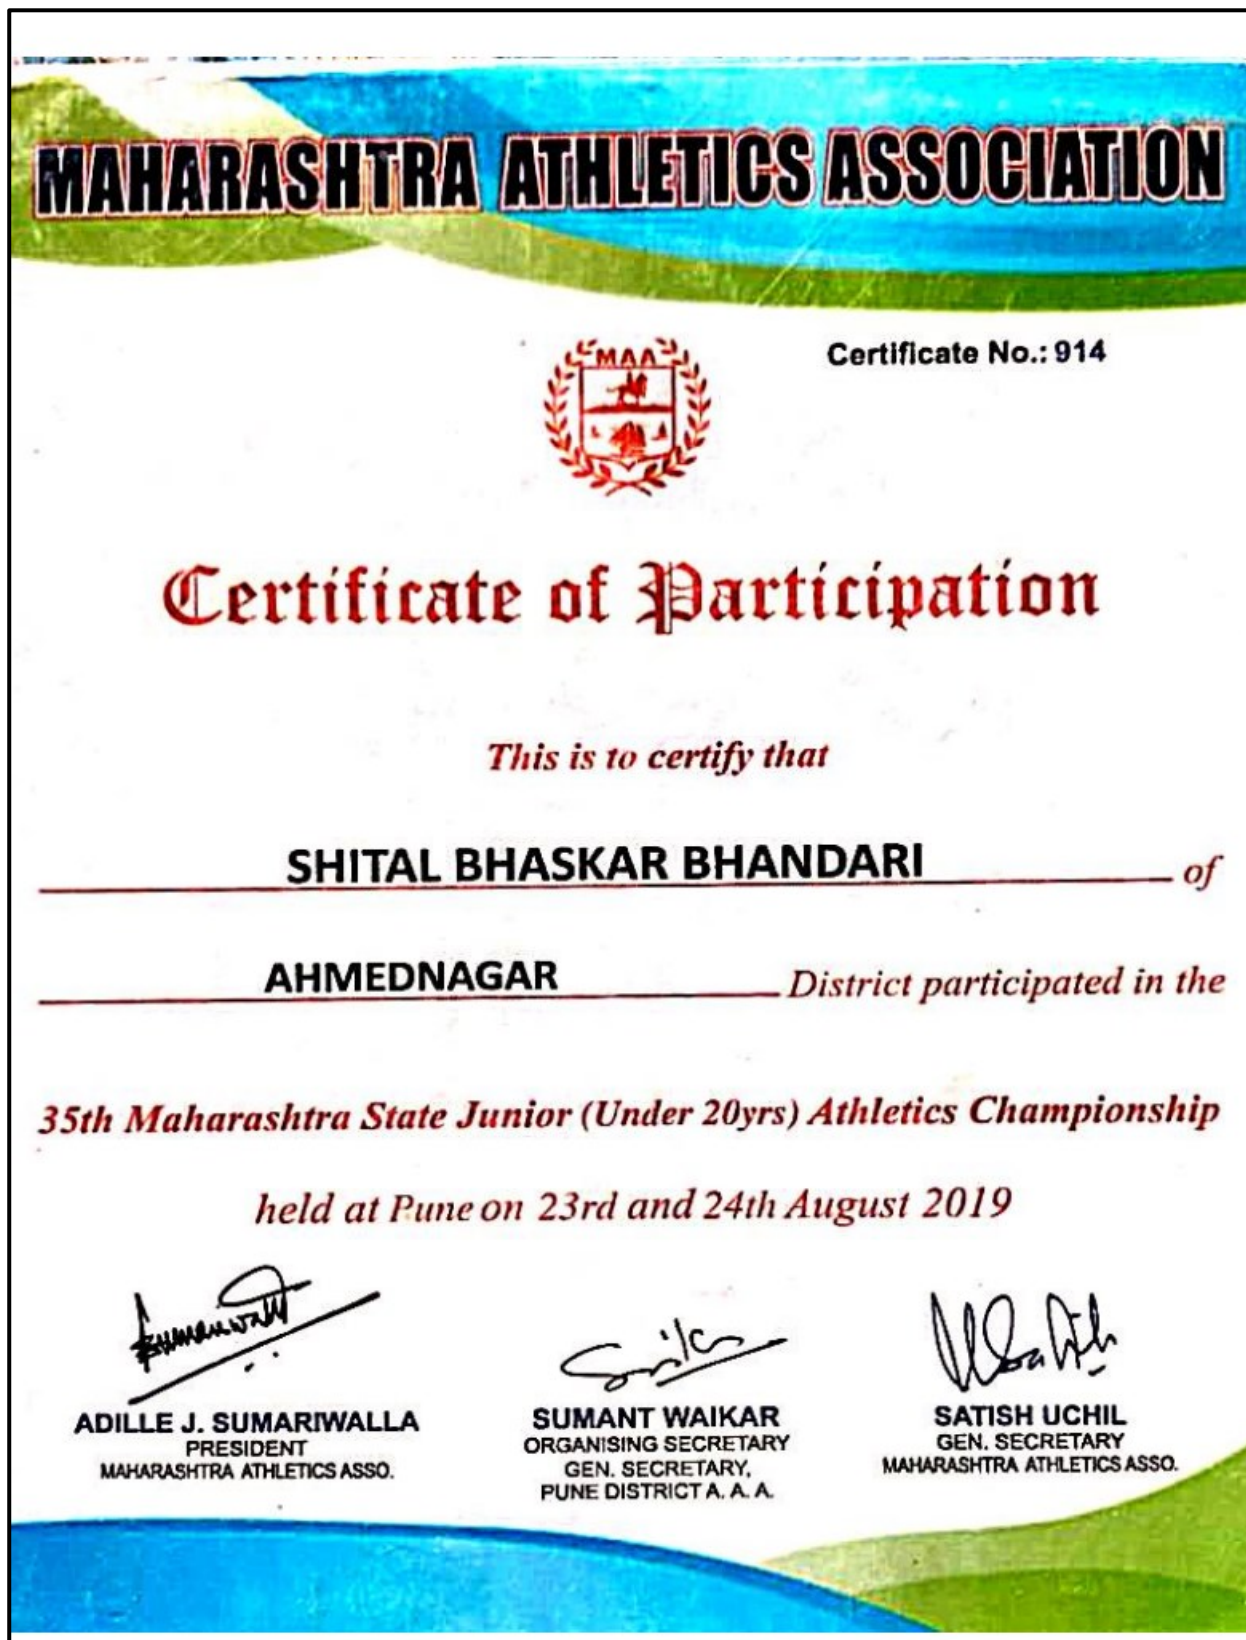 MAHARASHTRA ATHLETICS ASSOCIATION
Certificate No.: 914
MAA
Certificate of Participation
This is to certify that
SHITAL BHASKAR BHANDARI of
AHMEDNAGAR District participated in the
35th Maharashtra State Junior (Under 20yrs) Athletics Championship
held at Pune on 23rd and 24th August 2019
ADILLE J. SUMARIWALLA
PRESIDENT
MAHARASHTRA ATHLETICS ASSO.
SUMANT WAIKAR
ORGANISING SECRETARY
GEN. SECRETARY,
PUNE DISTRICT A. A. A.
SATISH UCHIL
GEN. SECRETARY
MAHARASHTRA ATHLETICS ASSO.